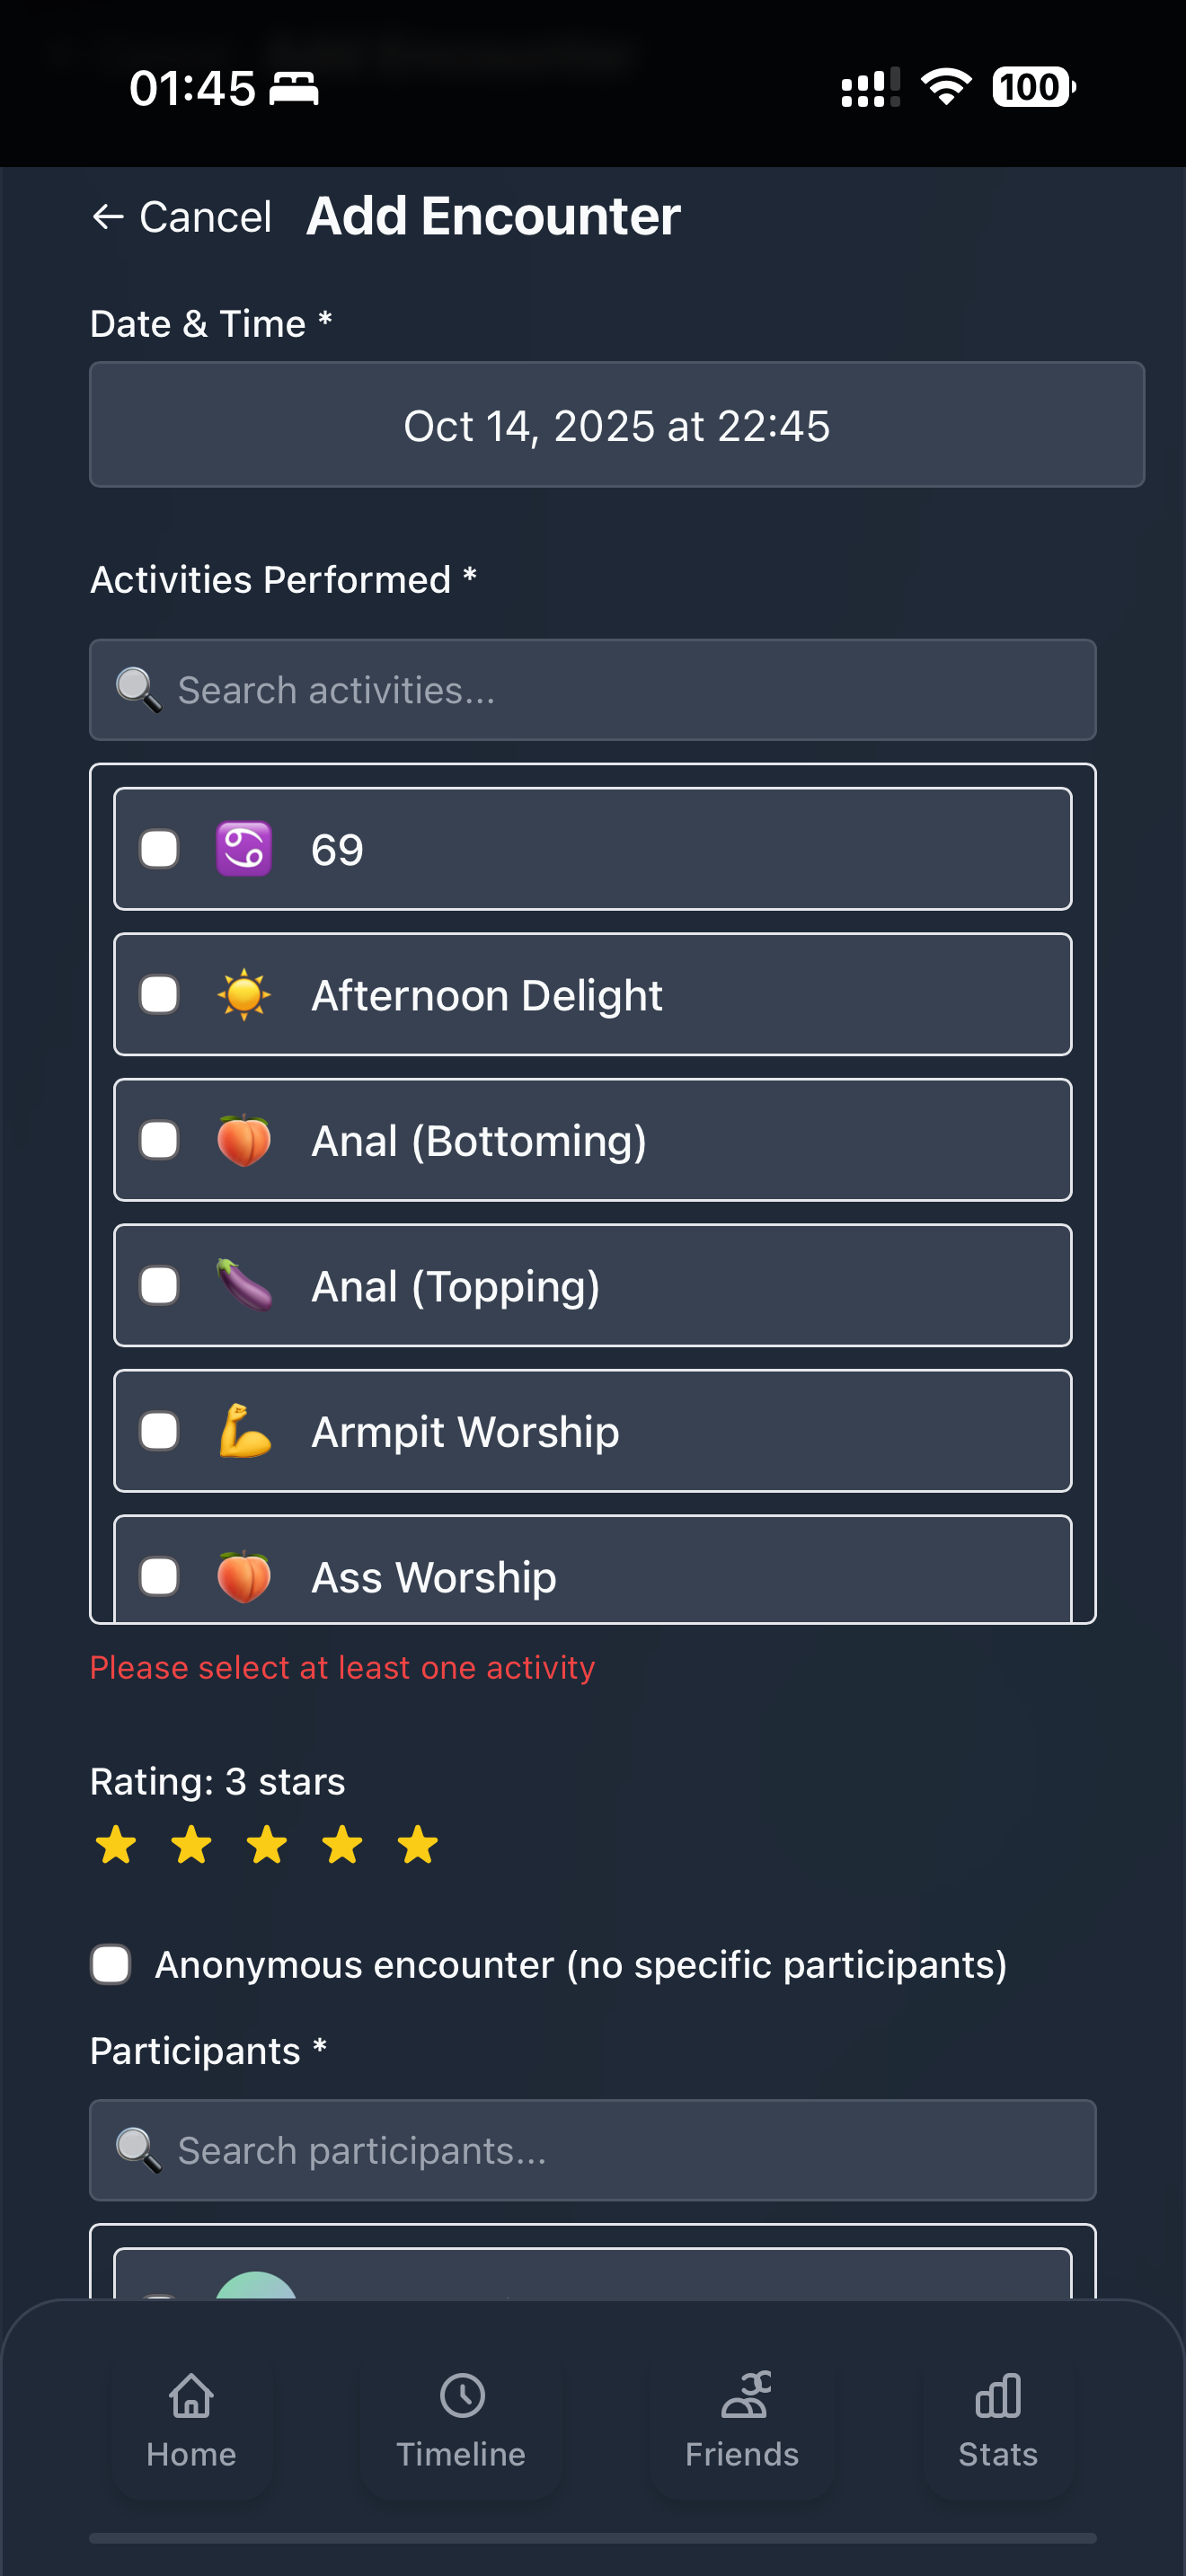 01:45
100
← Cancel Add Encounter
Date & Time *
Oct 14, 2025 at 22:45
Activities Performed *
Search activities...
69
Afternoon Delight
Anal (Bottoming)
Anal (Topping)
Armpit Worship
Ass Worship
Please select at least one activity
Rating: 3 stars
Anonymous encounter (no specific participants)
Participants *
Search participants...
Home Timeline Friends Stats